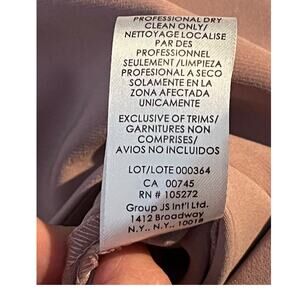 PROFESSIONAL DRY
CLEAN ONLY/
NETTOYAGE LOCALISE
PAR DES
PROFESSIONNEL
SEULEMENT /LIMPIEZA
PROFESIONAL A SECO
SOLAMENTE EN LA
ZONA AFECTADA
UNICAMENTE
EXCLUSIVE OF TRIMS/
GARNITURES NON
COMPRISES/
AVIOS NO INCLUIDOS
LOT/LOTE 000364
CA 00745
RN # 105272
Group JS Int'l Ltd.
1412 Broadway
N.Y., N.Y., 10018